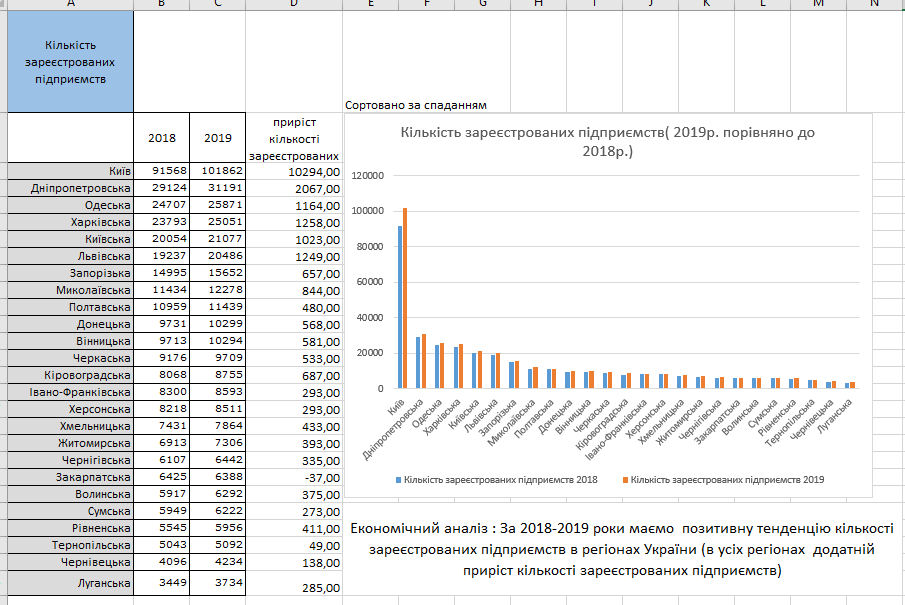 A B C D E F G H I J K L M N
Кількість
зареєстрованих
підприємств
Сортовано за спаданням
2018 2019 приріст
кількості
зареєстрованих
Київ 91568 101862 10294,00
Дніпропетровська 29124 31191 2067,00
Одеська 24707 25871 1164,00
Харківська 23793 25051 1258,00
Київська 20054 21077 1023,00
Львівська 19237 20486 1249,00
Запорізька 14995 15652 657,00
Миколаївська 11434 12278 844,00
Полтавська 10959 11439 480,00
Донецька 9731 10299 568,00
Вінницька 9713 10294 581,00
Черкаська 9176 9709 533,00
Кіровоградська 8068 8755 687,00
Івано-Франківська 8300 8593 293,00
Херсонська 8218 8511 293,00
Хмельницька 7431 7864 433,00
Житомирська 6913 7306 393,00
Чернігівська 6107 6442 335,00
Закарпатська 6425 6388 -37,00
Волинська 5917 6292 375,00
Сумська 5949 6222 273,00
Рівненська 5545 5956 411,00
Тернопільська 5043 5092 49,00
Чернівецька 4096 4234 138,00
Луганська 3449 3734 285,00
Кількість зареєстрованих підприємств( 2019р. порівняно до
2018р.)
120000
100000
80000
60000
40000
20000
0
Київ
Дніпропетровська
Одеська
Харківська
Київська
Львівська
Запорізька
Миколаївська
Полтавська
Донецька
Вінницька
Черкаська
Кіровоградська
Івано-Франківська
Херсонська
Хмельницька
Житомирська
Чернігівська
Закарпатська
Волинська
Сумська
Рівненська
Тернопільська
Чернівецька
Луганська
Кількість зареєстрованих підприємств 2018 Кількість зареєстрованих підприємств 2019
Економічний аналіз : За 2018-2019 роки маємо позитивну тенденцію кількості
зареєстрованих підприємств в регіонах України (в усіх регіонах додатній
приріст кількості зареєстрованих підприємств)